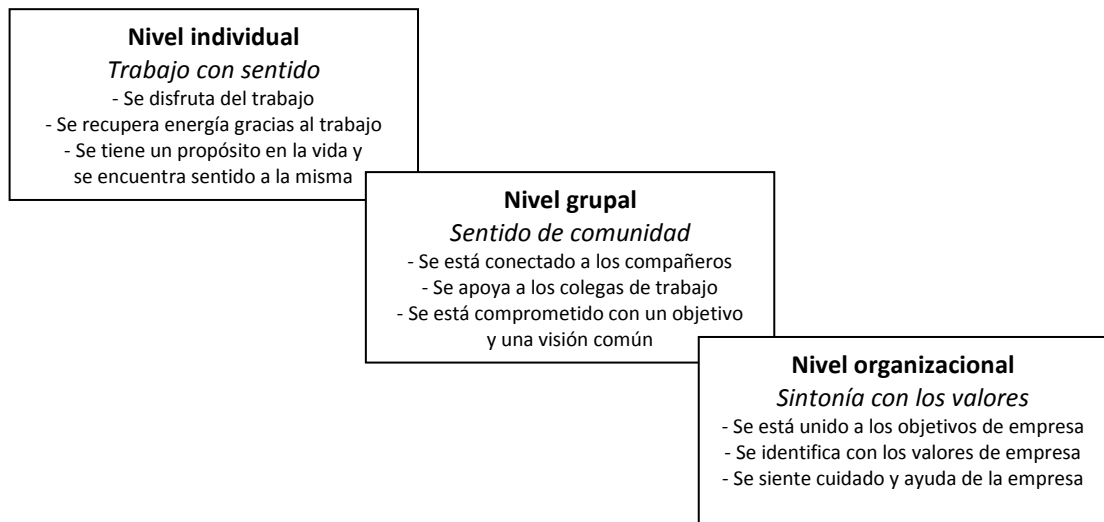 Nivel individual
Trabajo con sentido
- Se disfruta del trabajo
- Se recupera energía gracias al trabajo
- Se tiene un propósito en la vida y
se encuentra sentido a la misma
Nivel grupal
Sentido de comunidad
- Se está conectado a los compañeros
- Se apoya a los colegas de trabajo
- Se está comprometido con un objetivo
y una visión común
Nivel organizacional
Sintonía con los valores
- Se está unido a los objetivos de empresa
- Se identifica con los valores de empresa
- Se siente cuidado y ayuda de la empresa